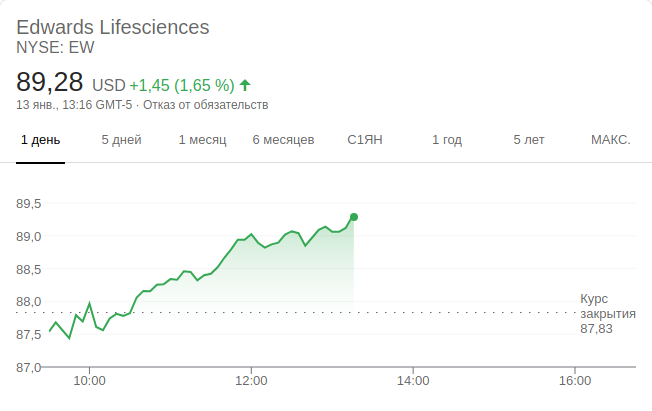 Edwards Lifesciences
NYSE: EW
89,28 USD +1,45 (1,65 %)
13 янв., 13:16 GMT-5 · Отказ от обязательств
1 день 5 дней 1 месяц 6 месяцев С1ЯН 1 год 5 лет МАКС.
89,5
89,0
88,5
88,0
87,5
87,0
Курс
закрытия
87,83
10:00 12:00 14:00 16:00